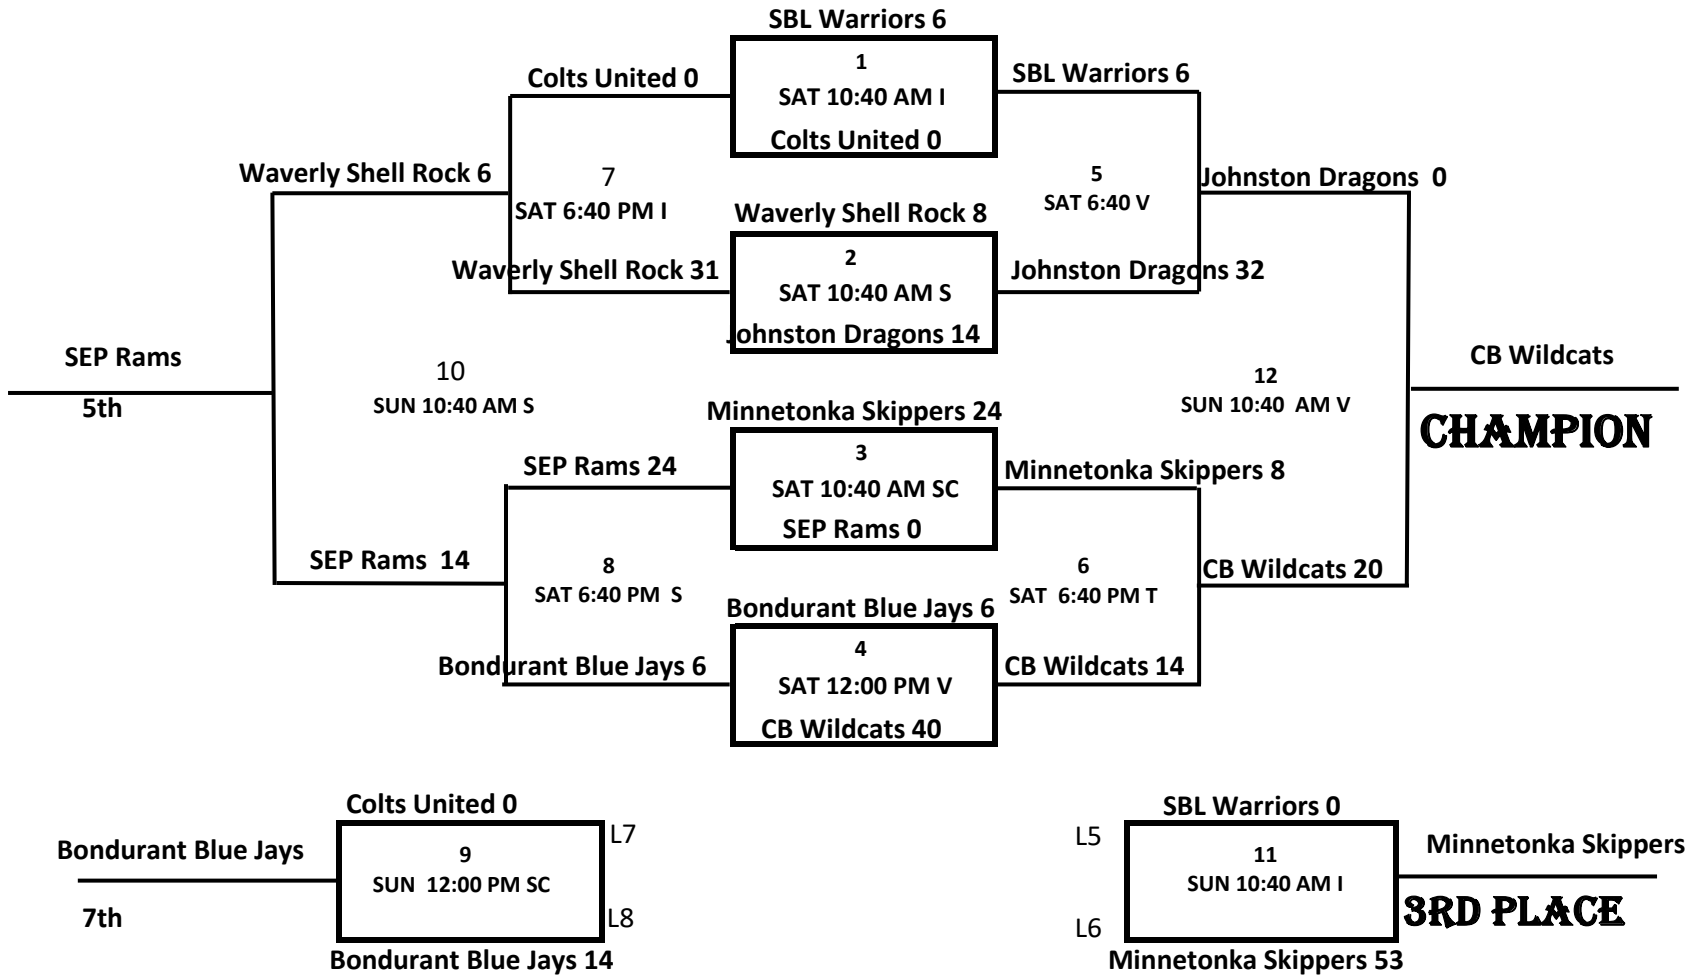 SBL Warriors 6
1
SAT 10:40 AM I
Colts United 0
Colts United 0
SBL Warriors 6
Waverly Shell Rock 6
7
SAT 6:40 PM I
5
SAT 6:40 V
Johnston Dragons  0
Waverly Shell Rock 8
2
SAT 10:40 AM S
Johnston Dragons 14
Waverly Shell Rock 31
Johnston Dragons 32
SEP Rams
5th
10
SUN 10:40 AM S
12
SUN 10:40  AM V
CB Wildcats
CHAMPION
Minnetonka Skippers 24
3
SAT 10:40 AM SC
SEP Rams 0
SEP Rams 24
Minnetonka Skippers 8
SEP Rams  14
8
SAT 6:40 PM  S
6
SAT  6:40 PM T
CB Wildcats 20
Bondurant Blue Jays 6
4
SAT 12:00 PM V
CB Wildcats 40
Bondurant Blue Jays 6
CB Wildcats 14
Colts United 0
L7
Bondurant Blue Jays
9
SUN  12:00 PM SC
7th
L8
Bondurant Blue Jays 14
SBL Warriors 0
L5
11
SUN 10:40 AM I
Minnetonka Skippers
3RD PLACE
L6
Minnetonka Skippers 53